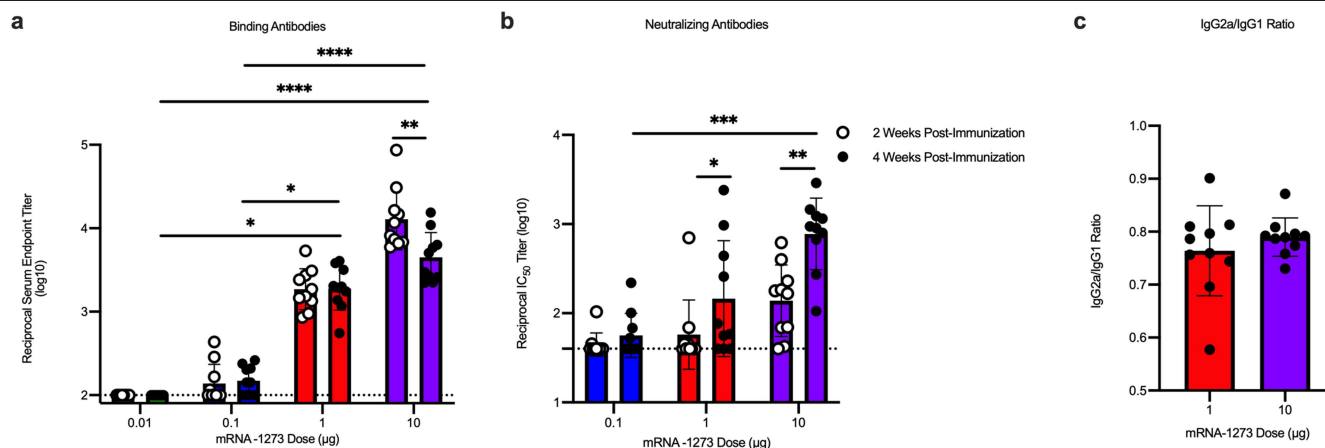 a
Binding Antibodies
****
****
**
*
*
5
4
3
2
Reciprocal Serum Endpoint Titer
(log10)
0.01
0.1
1
10
mRNA-1273 Dose (µg)
b
Neutralizing Antibodies
***
*
**
4
3
2
1
Reciprocal IC50 Titer (log10)
0.1
1
10
mRNA-1273 Dose (µg)
2 Weeks Post-Immunization
4 Weeks Post-Immunization
c
IgG2a/IgG1 Ratio
1.0
0.9
0.8
0.7
0.6
0.5
IgG2a/IgG1 Ratio
1
10
mRNA-1273 Dose (µg)